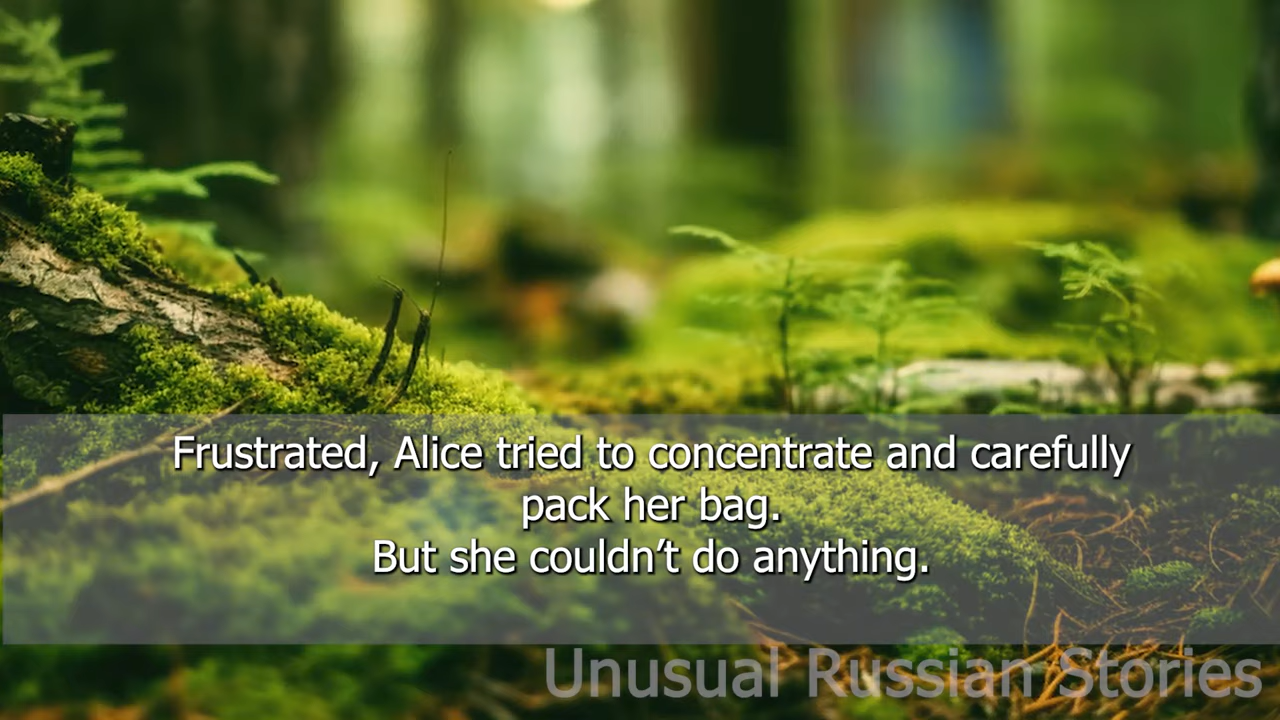 Frustrated, Alice tried to concentrate and carefully
pack her bag.
But she couldn’t do anything.
Unusual Russian Stories